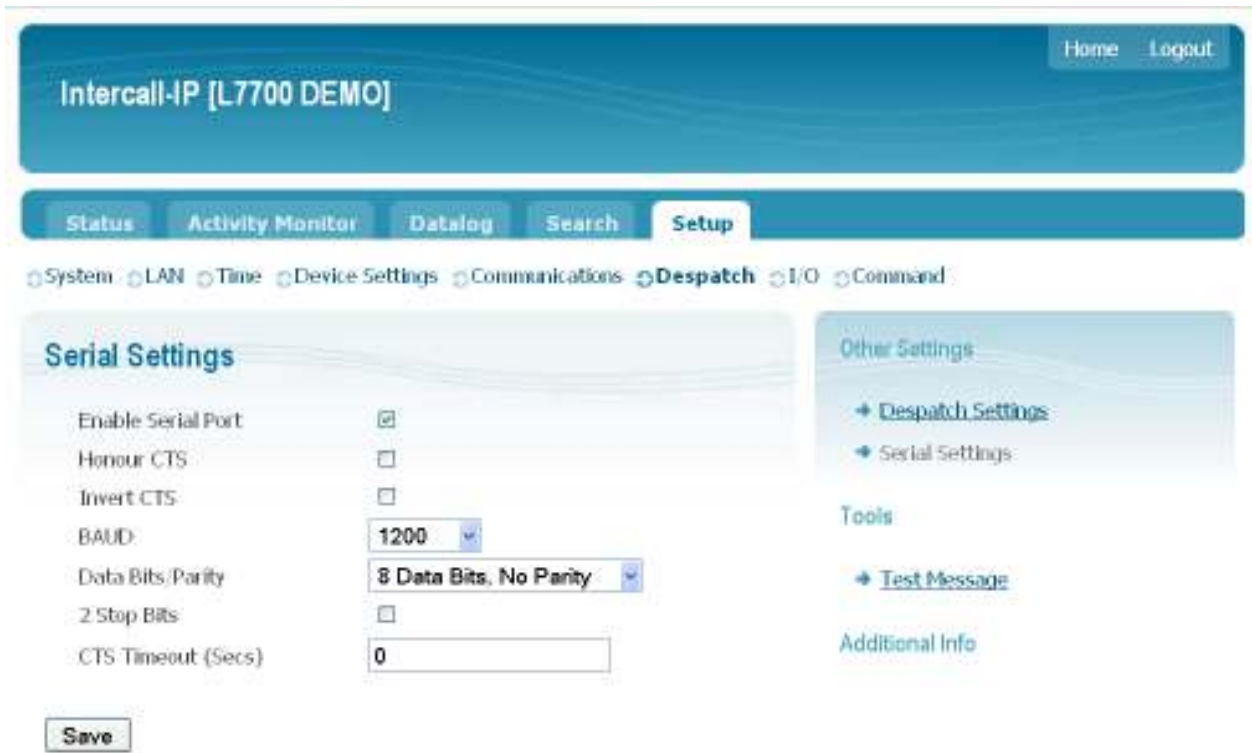 Home Logout
Intercall-IP [L7700 DEMO]
Status Activity Monitor Datalog Search Setup
System LAN Time Device Settings Communications Despatch I/O Command
Serial Settings
Enable Serial Port
Honour CTS
Invert CTS
BAUD 1200
Data Bits/Parity 8 Data Bits, No Parity
2 Stop Bits
CTS Timeout (Secs) 0
Save
Other Settings
Despatch Settings
Serial Settings
Tools
Test Message
Additional Info